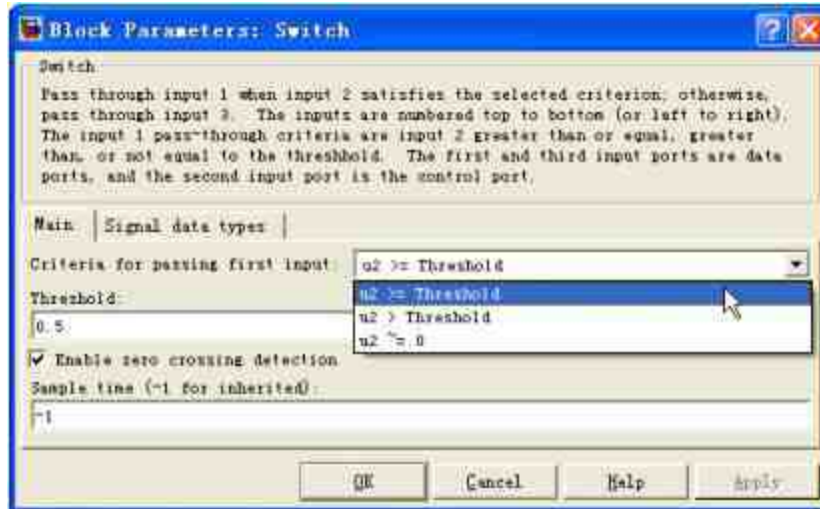 Block Parameters: Switch
Switch
Pass through input 1 when input 2 satisfies the selected criterion; otherwise,
pass through input 3. The inputs are numbered top to bottom (or left to right).
The input 1 pass-through criteria are input 2 greater than or equal, greater
than, or not equal to the threshhold. The first and third input ports are data
ports, and the second input port is the control port.
Main Signal data types
Criteria for passing first input: u2 >= Threshold
u2 >= Threshold
Threshold:
u2 > Threshold
0.5
u2 ~= 0
Enable zero crossing detection
Sample time (-1 for inherited):
-1
OK Cancel Help Apply